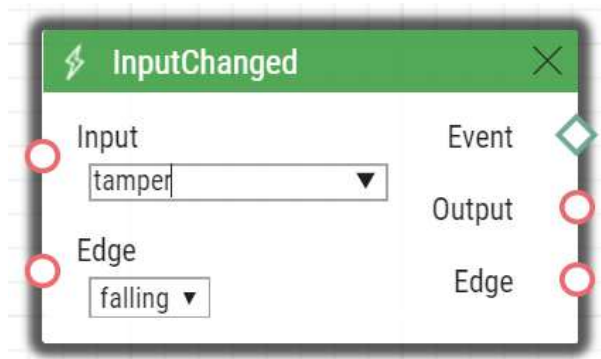 InputChanged
Input
Event
tamper
Output
Edge
Edge
falling